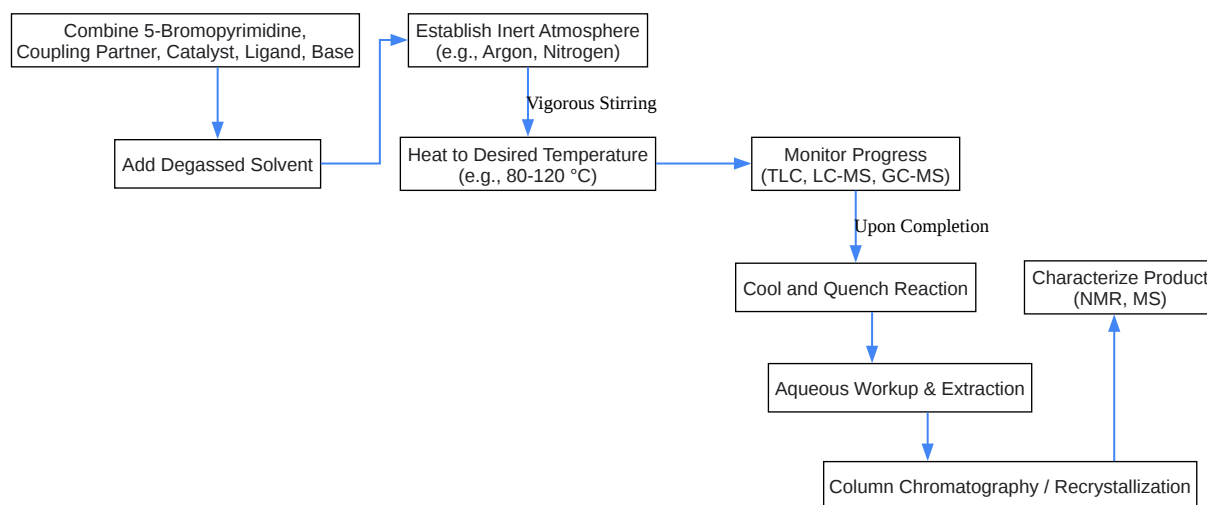 Combine 5-Bromopyrimidine,
Coupling Partner, Catalyst, Ligand, Base
Add Degassed Solvent
Establish Inert Atmosphere
(e.g., Argon, Nitrogen)
Vigorous Stirring
Heat to Desired Temperature
(e.g., 80-120 °C)
Monitor Progress
(TLC, LC-MS, GC-MS)
Upon Completion
Cool and Quench Reaction
Aqueous Workup & Extraction
Column Chromatography / Recrystallization
Characterize Product
(NMR, MS)